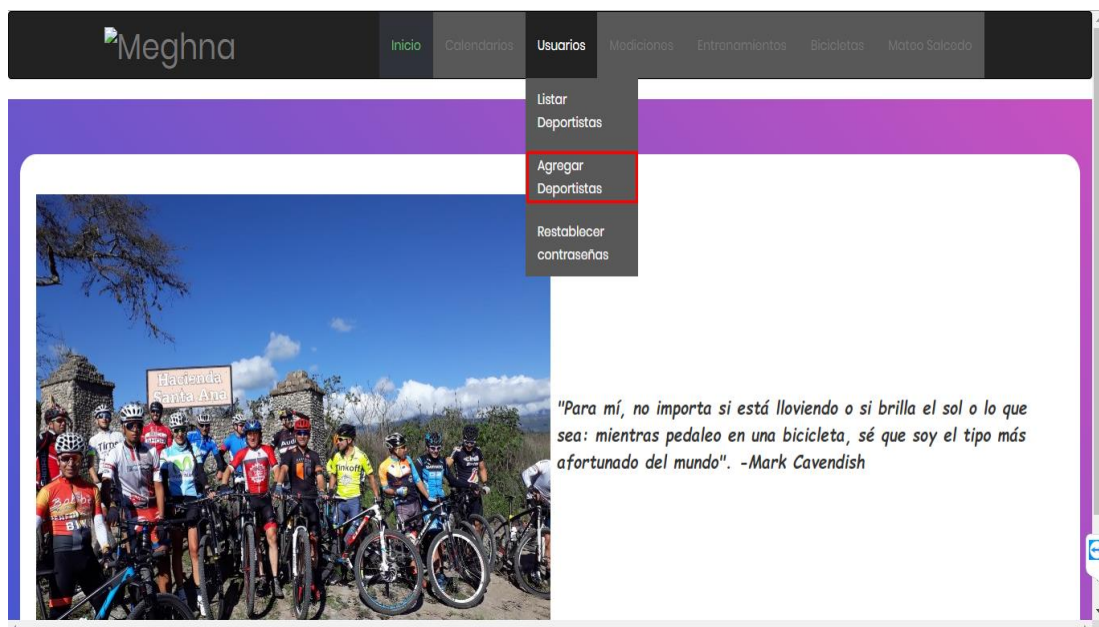 Meghna
Inicio Calendarios Usuarios Mediciones Entrenamientos Bicicletas Mateo Salcedo
Listar
Deportistas
Agregar
Deportistas
Restablecer
contraseñas
Hacienda
Santa Ana
"Para mí, no importa si está lloviendo o si brilla el sol o lo que
sea: mientras pedaleo en una bicicleta, sé que soy el tipo más
afortunado del mundo". -Mark Cavendish
Tinkoff